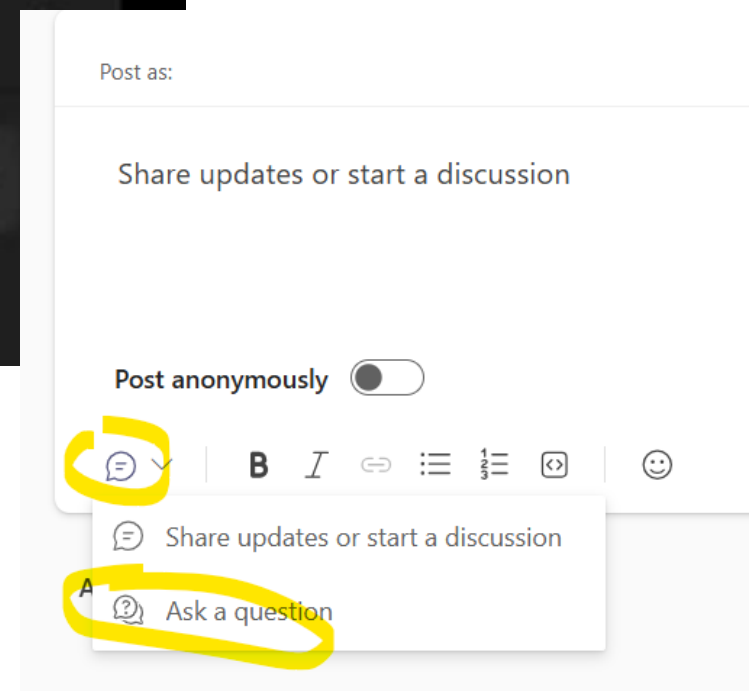 Post as:
Share updates or start a discussion
Post anonymously
B I
Share updates or start a discussion
A
Ask a question